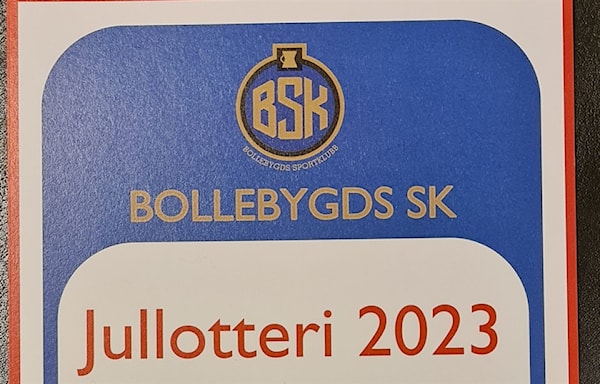 BSK
BOLLEBYGDS SPORTKLUBB
BOLLEBYGDS SK
Jullotteri 2023